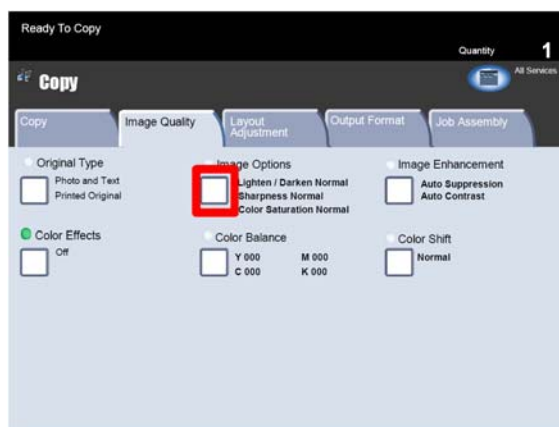 Ready To Copy
Quantity 1
Copy
All Services
Copy
Image Quality
Layout
Adjustment
Output Format
Job Assembly
Original Type
Photo and Text
Printed Original
Image Options
Lighten / Darken Normal
Sharpness Normal
Color Saturation Normal
Image Enhancement
Auto Suppression
Auto Contrast
Color Effects
Off
Color Balance
Y 000 M 000
C 000 K 000
Color Shift
Normal